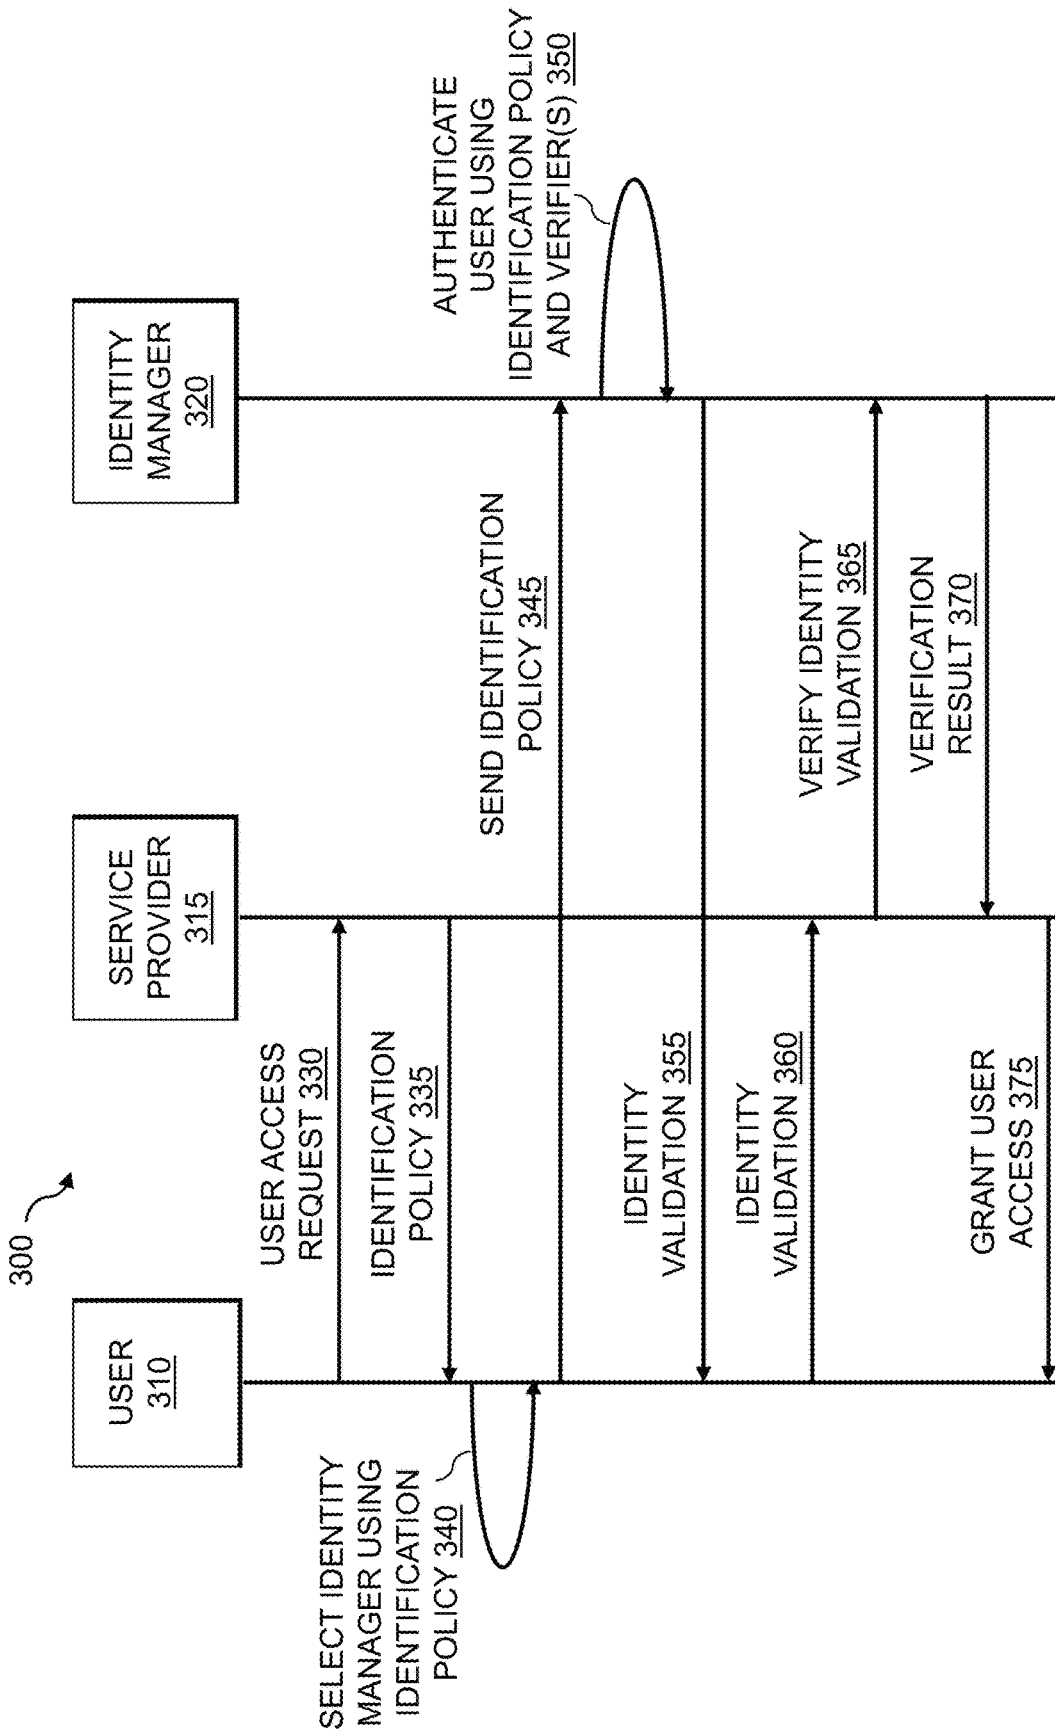 300
USER
310
SERVICE
PROVIDER
315
IDENTITY
MANAGER
320
USER ACCESS
REQUEST 330
IDENTIFICATION
POLICY 335
SELECT IDENTITY
MANAGER USING
IDENTIFICATION
POLICY 340
SEND IDENTIFICATION
POLICY 345
AUTHENTICATE
USER USING
IDENTIFICATION POLICY
AND VERIFIER(S) 350
IDENTITY
VALIDATION 355
IDENTITY
VALIDATION 360
VERIFY IDENTITY
VALIDATION 365
VERIFICATION
RESULT 370
GRANT USER
ACCESS 375